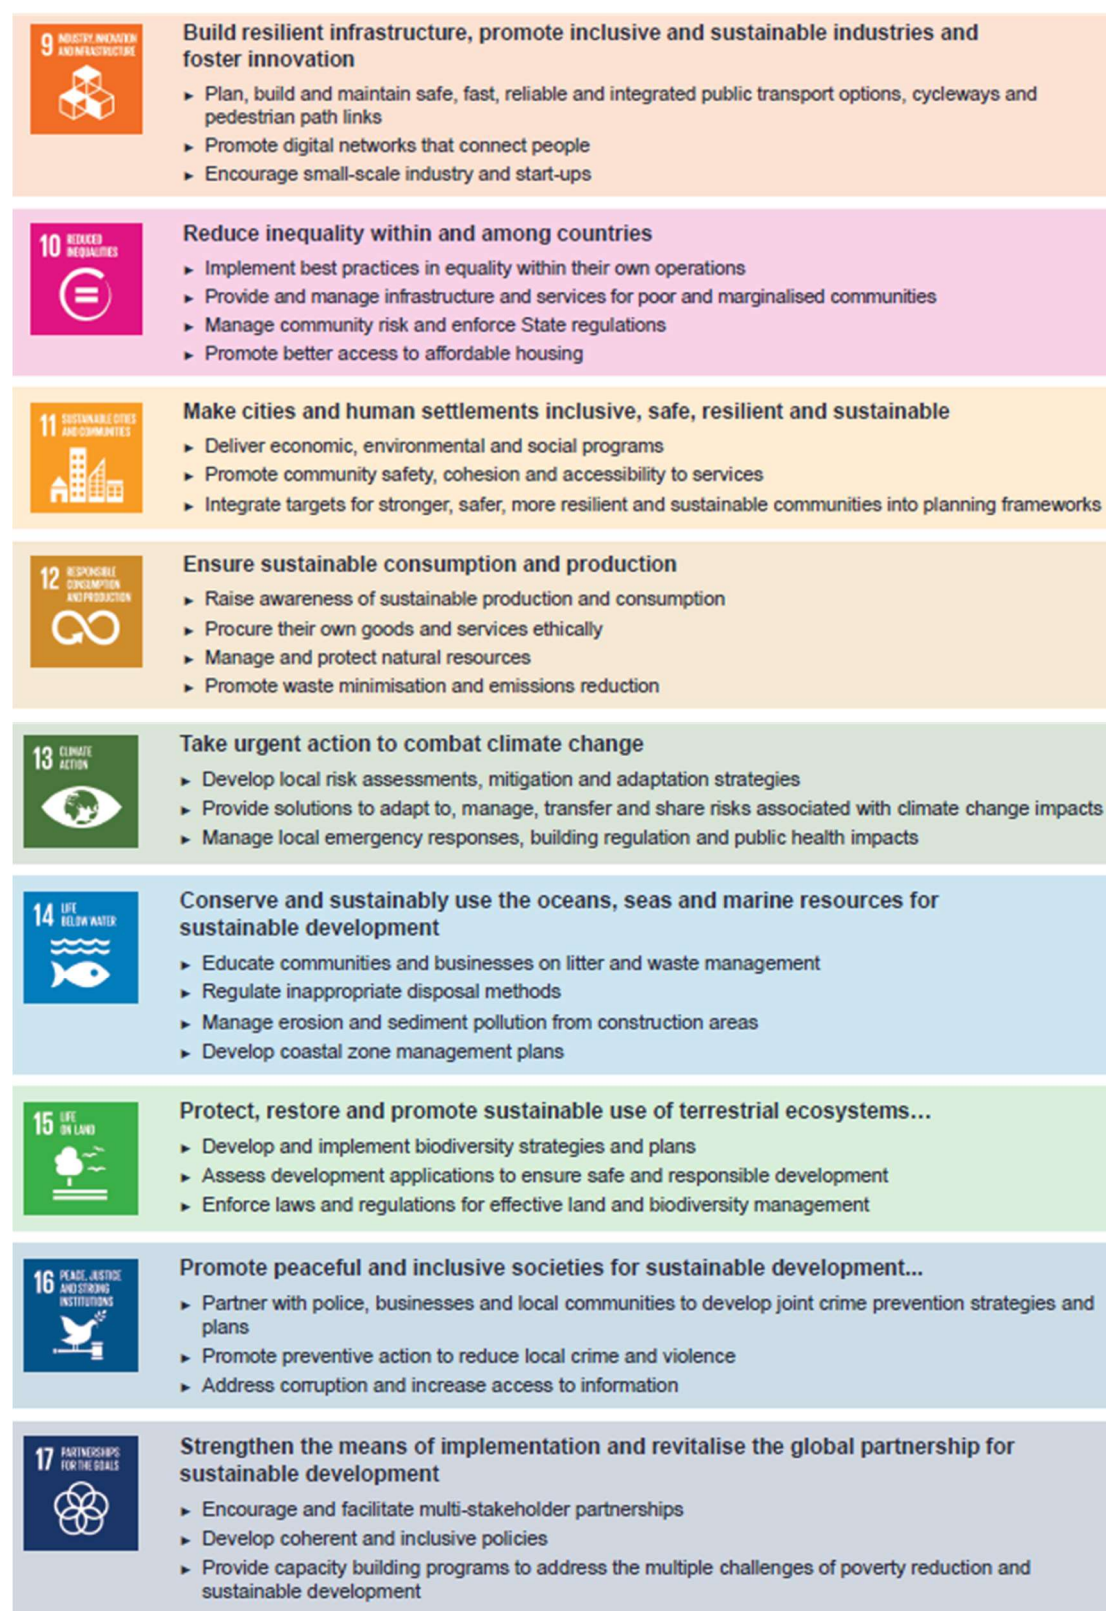 9 INDUSTRY, INNOVATION
AND INFRASTRUCTURE
Build resilient infrastructure, promote inclusive and sustainable industries and
foster innovation
► Plan, build and maintain safe, fast, reliable and integrated public transport options, cycleways and
pedestrian path links
► Promote digital networks that connect people
► Encourage small-scale industry and start-ups
10 REDUCED
INEQUALITIES
Reduce inequality within and among countries
► Implement best practices in equality within their own operations
► Provide and manage infrastructure and services for poor and marginalised communities
► Manage community risk and enforce State regulations
► Promote better access to affordable housing
11 SUSTAINABLE CITIES
AND COMMUNITIES
Make cities and human settlements inclusive, safe, resilient and sustainable
► Deliver economic, environmental and social programs
► Promote community safety, cohesion and accessibility to services
► Integrate targets for stronger, safer, more resilient and sustainable communities into planning frameworks
12 RESPONSIBLE
CONSUMPTION
AND PRODUCTION
Ensure sustainable consumption and production
► Raise awareness of sustainable production and consumption
► Procure their own goods and services ethically
► Manage and protect natural resources
► Promote waste minimisation and emissions reduction
13 CLIMATE
ACTION
Take urgent action to combat climate change
► Develop local risk assessments, mitigation and adaptation strategies
► Provide solutions to adapt to, manage, transfer and share risks associated with climate change impacts
► Manage local emergency responses, building regulation and public health impacts
14 LIFE
BELOW WATER
Conserve and sustainably use the oceans, seas and marine resources for
sustainable development
► Educate communities and businesses on litter and waste management
► Regulate inappropriate disposal methods
► Manage erosion and sediment pollution from construction areas
► Develop coastal zone management plans
15 LIFE
ON LAND
Protect, restore and promote sustainable use of terrestrial ecosystems...
► Develop and implement biodiversity strategies and plans
► Assess development applications to ensure safe and responsible development
► Enforce laws and regulations for effective land and biodiversity management
16 PEACE, JUSTICE
AND STRONG
INSTITUTIONS
Promote peaceful and inclusive societies for sustainable development...
► Partner with police, businesses and local communities to develop joint crime prevention strategies and
plans
► Promote preventive action to reduce local crime and violence
► Address corruption and increase access to information
17 PARTNERSHIPS
FOR THE GOALS
Strengthen the means of implementation and revitalise the global partnership for
sustainable development
► Encourage and facilitate multi-stakeholder partnerships
► Develop coherent and inclusive policies
► Provide capacity building programs to address the multiple challenges of poverty reduction and
sustainable development